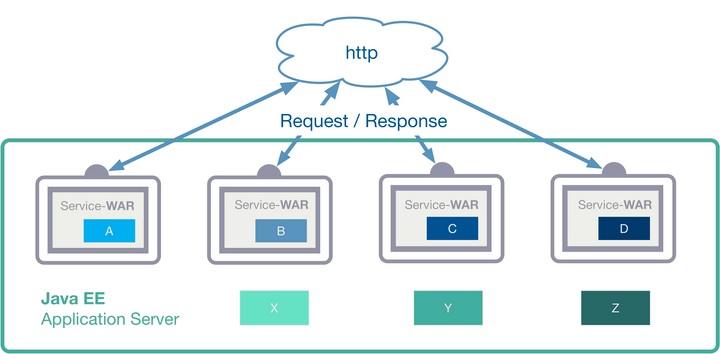 http
Request / Response
Service-WAR
A
Service-WAR
B
Service-WAR
C
Service-WAR
D
Java EE
Application Server
X
Y
Z